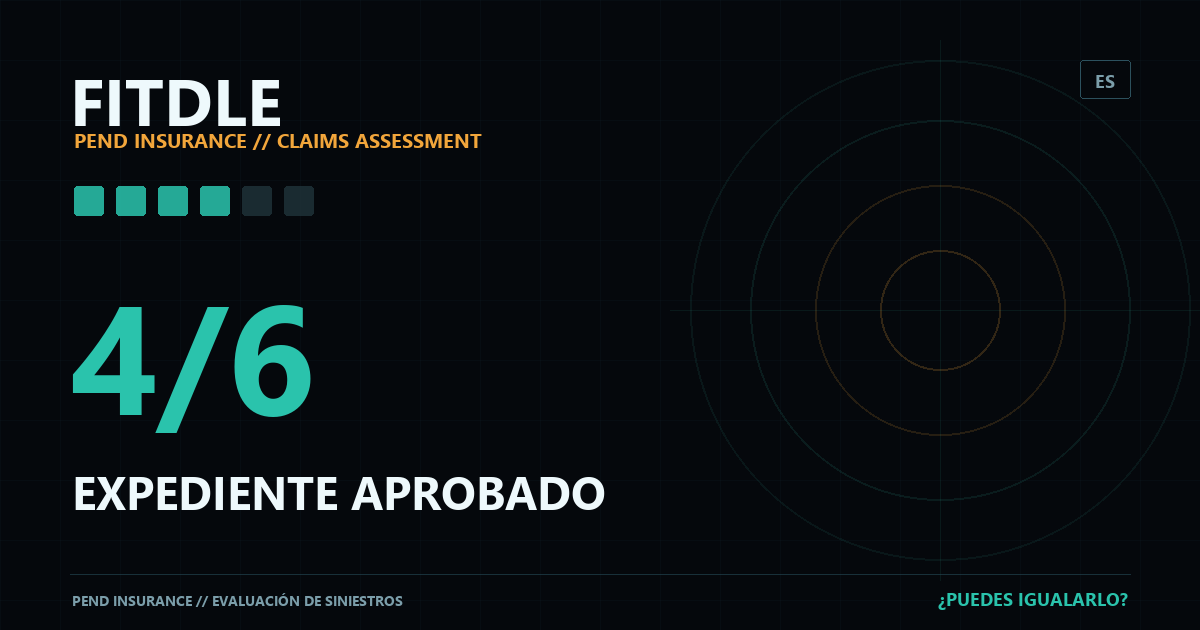 FITDLE
ES
PEND INSURANCE // CLAIMS ASSESSMENT
4/6
EXPEDIENTE APROBADO
PEND INSURANCE // EVALUACIÓN DE SINIESTROS
¿PUEDES IGUALARLO?